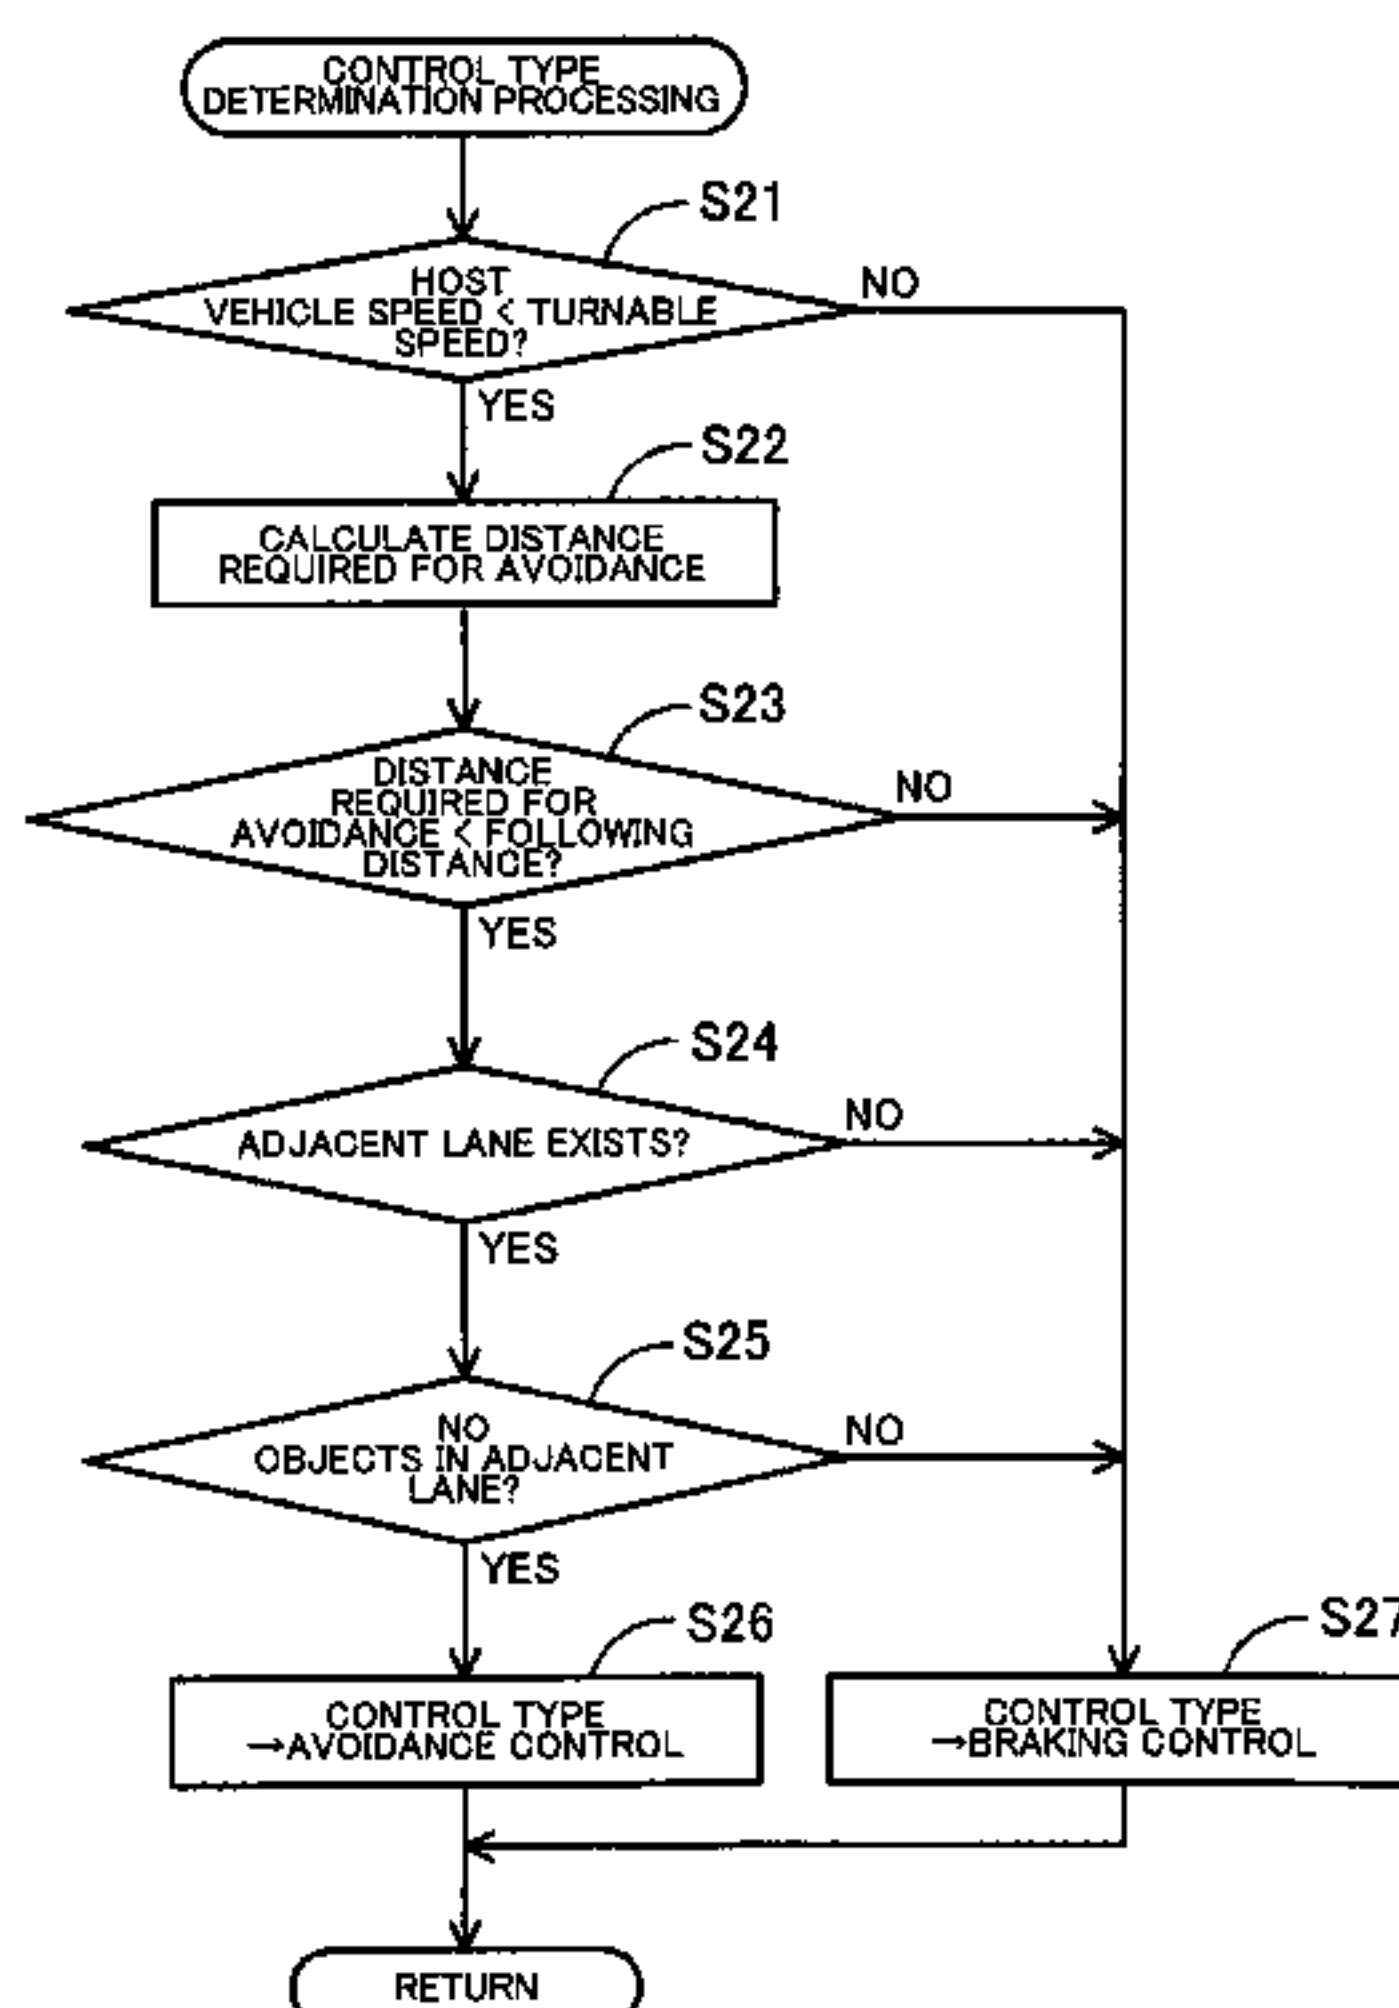 CONTROL TYPE
DETERMINATION PROCESSING
S21
HOST
VEHICLE SPEED < TURNABLE
SPEED?
NO
YES
S22
CALCULATE DISTANCE
REQUIRED FOR AVOIDANCE
S23
DISTANCE
REQUIRED FOR
AVOIDANCE < FOLLOWING
DISTANCE?
NO
YES
S24
ADJACENT LANE EXISTS?
NO
YES
S25
NO
OBJECTS IN ADJACENT
LANE?
NO
YES
S26
CONTROL TYPE
→AVOIDANCE CONTROL
S27
CONTROL TYPE
→BRAKING CONTROL
RETURN